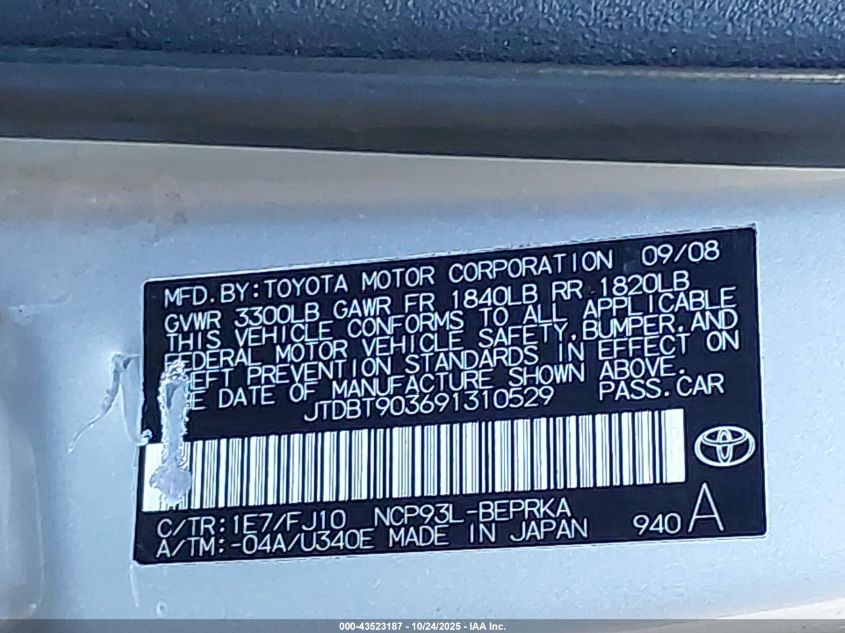 MFD. BY: TOYOTA MOTOR CORPORATION 09/08
GVWR 3300LB GAWR FR 1840LB RR 1820LB
THIS VEHICLE CONFORMS TO ALL APPLICABLE
FEDERAL MOTOR VEHICLE SAFETY, BUMPER, AND
THEFT PREVENTION STANDARDS IN EFFECT ON
THE DATE OF MANUFACTURE SHOWN ABOVE.
JTDBT903691310529 PASS. CAR
C/TR: 1E7/FJ10 NCP93L-BEPRKA
A/TM: -04A/U340E MADE IN JAPAN 940 A
000-43523187 - 10/24/2025 - IAA Inc.